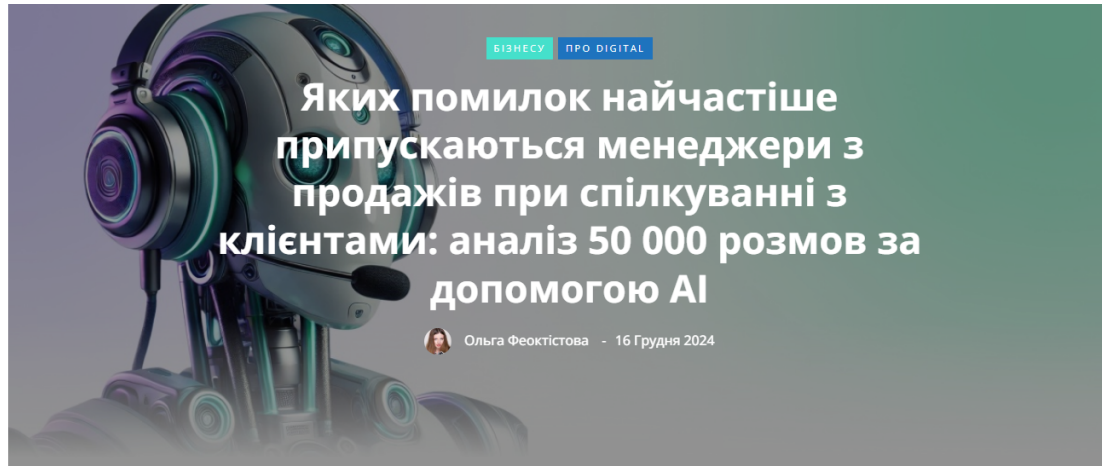 БІЗНЕСУ ПРО DIGITAL
Яких помилок найчастіше
припускаються менеджери з
продажів при спілкуванні з
клієнтами: аналіз 50 000 розмов за
допомогою AI
Ольга Феоктістова - 16 Грудня 2024